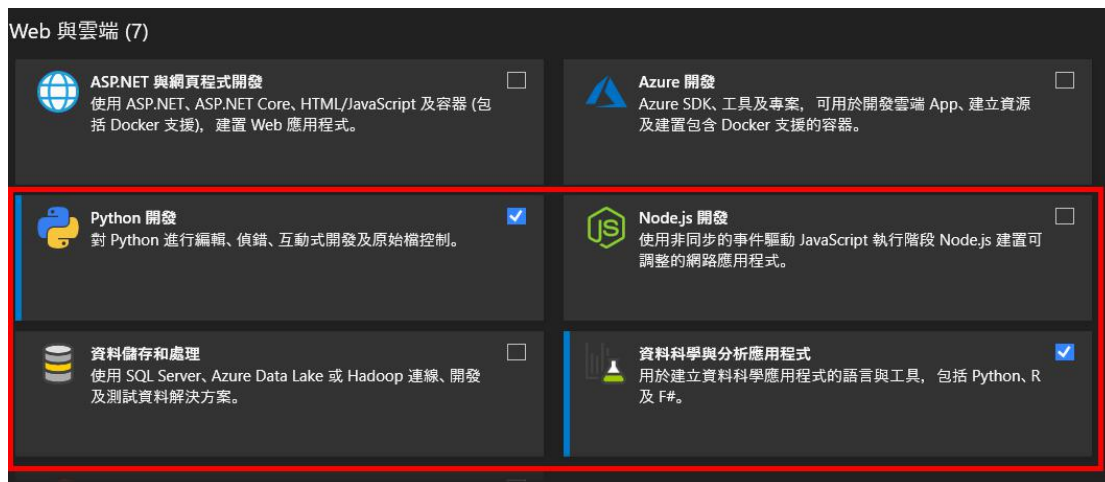 Web 與雲端 (7)
ASP.NET 與網頁程式開發
使用 ASP.NET、ASP.NET Core、HTML/JavaScript 及容器 (包
括 Docker 支援)，建置 Web 應用程式。
Azure 開發
Azure SDK、工具及專案，可用於開發雲端 App、建立資源
及建置包含 Docker 支援的容器。
Python 開發
對 Python 進行編輯、偵錯、互動式開發及原始檔控制。
Node.js 開發
使用非同步的事件驅動 JavaScript 執行階段 Node.js 建置可
調整的網路應用程式。
資料儲存和處理
使用 SQL Server、Azure Data Lake 或 Hadoop 連線、開發
及測試資料解決方案。
資料科學與分析應用程式
用於建立資料科學應用程式的語言與工具，包括 Python、R
及 F#。